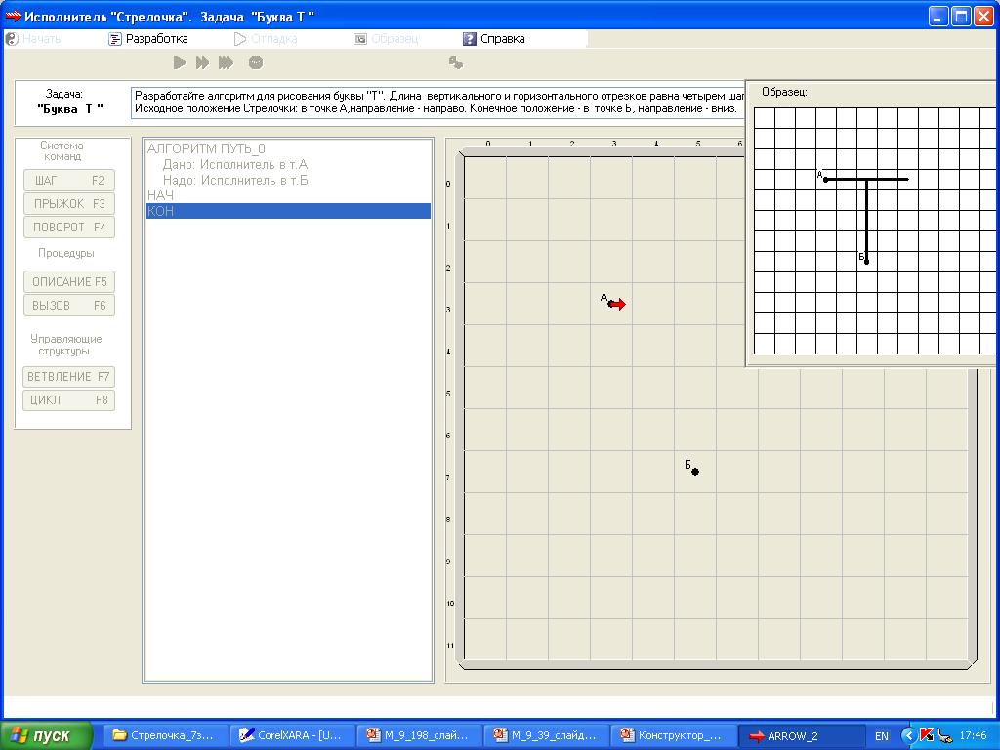 Исполнитель "Стрелочка". Задача "Буква Т "
Начать Разработка Отладка Образец Справка
Задача:
"Буква Т "
Разработайте алгоритм для рисования буквы "Т". Длина вертикального и горизонтального отрезков равна четырем шаг
Исходное положение Стрелочки: в точке А,направление - направо. Конечное положение - в точке Б, направление - вниз.
Образец:
А
Б
Система
команд
ШАГ F2
ПРЫЖОК F3
ПОВОРОТ F4
Процедуры
ОПИСАНИЕ F5
ВЫЗОВ F6
Управляющие
структуры
ВЕТВЛЕНИЕ F7
ЦИКЛ F8
АЛГОРИТМ ПУТЬ_0
Дано: Исполнитель в т.А
Надо: Исполнитель в т.Б
НАЧ
КОН
0 1 2 3 4 5 6
0
1
2
3
4
5
6
7
8
9
10
11
А
Б
пуск Стрелочка_7з... CorelXARA - [U... М_9_198_слай... М_9_39_слайд... Конструктор_... ARROW_2 EN 17:46